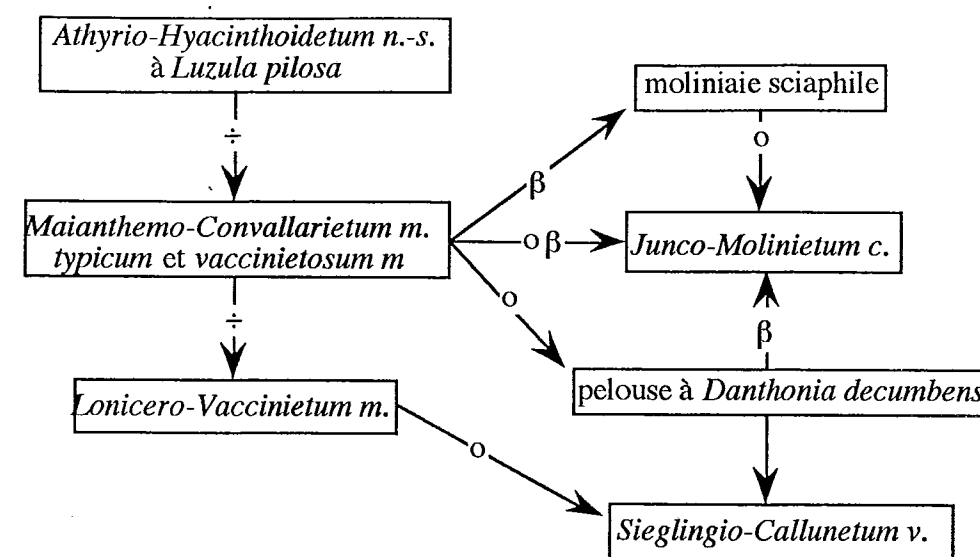 Athyrio-Hyacinthoidetum n.-s.
à Luzula pilosa
moliniaie sciaphile
÷
o
β
Maianthemo-Convallarietum m.
typicum et vaccinietosum m
o β
Junco-Molinietum c.
o
÷
β
pelouse à Danthonia decumbens
Lonicero-Vaccinietum m.
o
Sieglingio-Callunetum v.